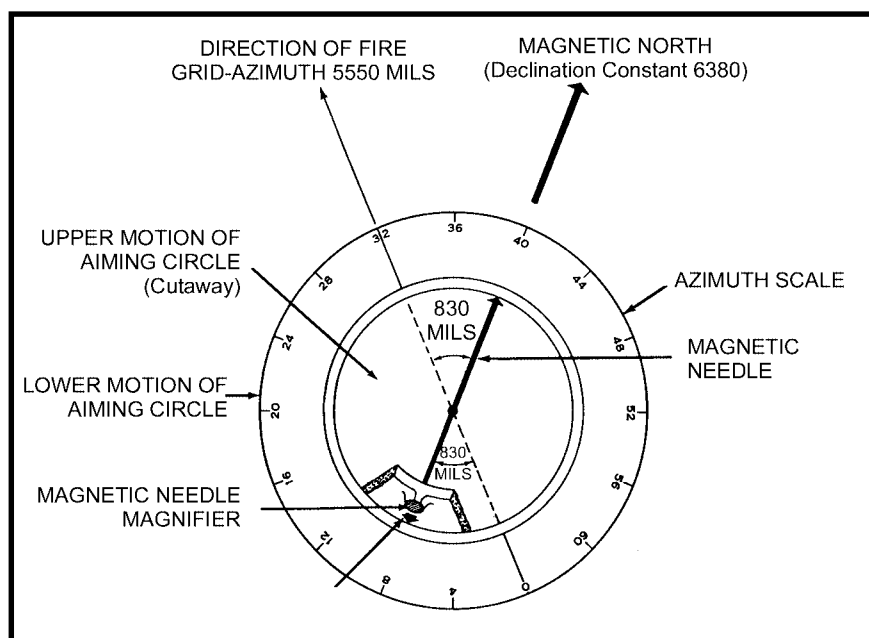 DIRECTION OF FIRE
GRID-AZIMUTH 5550 MILS
MAGNETIC NORTH
(Declination Constant 6380)
UPPER MOTION OF
AIMING CIRCLE
(Cutaway)
AZIMUTH SCALE
830
MILS
MAGNETIC
NEEDLE
LOWER MOTION OF
AIMING CIRCLE
830
MILS
MAGNETIC NEEDLE
MAGNIFIER
32
36
40
44
48
52
56
60
0
4
8
12
16
20
24
28